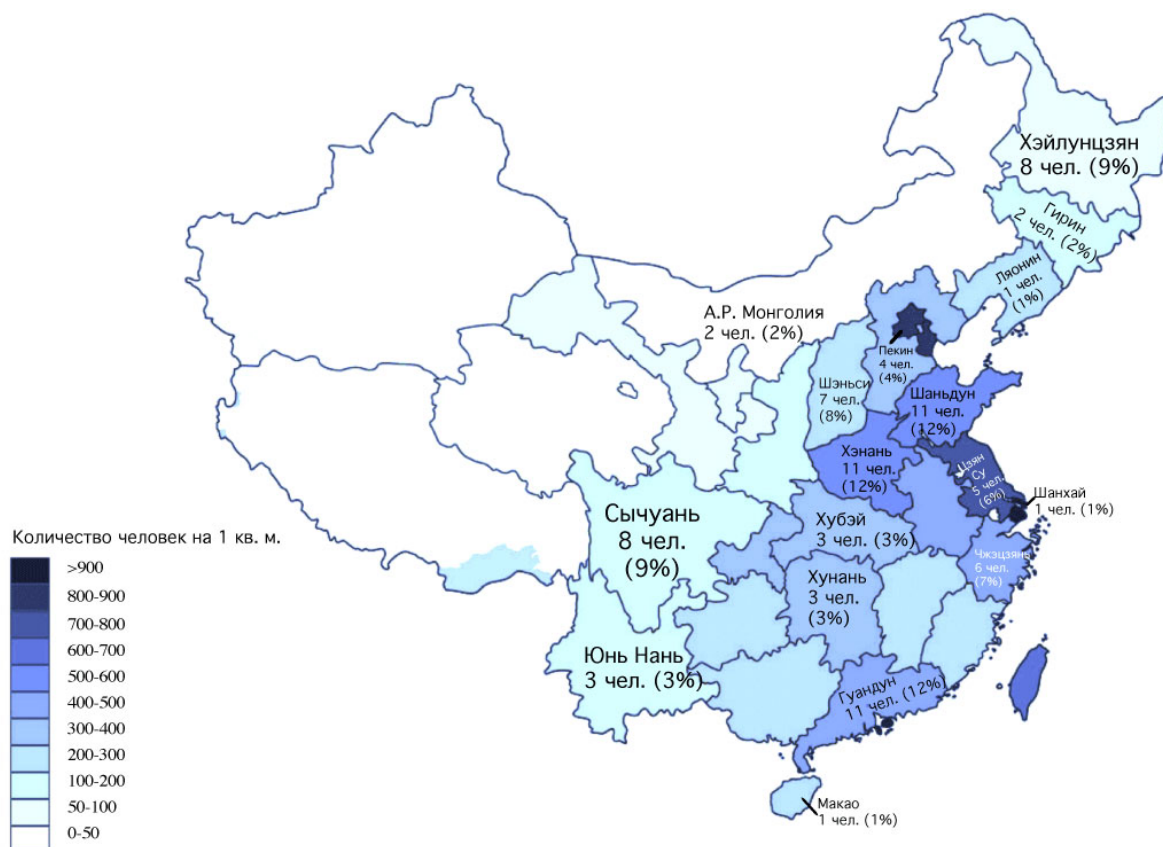 Хэйлунцзян
8 чел. (9%)
Гирин
2 чел. (2%)
Ляонин
1 чел.
(1%)
А.Р. Монголия
2 чел. (2%)
Пекин
4 чел.
(4%)
Шэньси
7 чел.
(8%)
Шаньдун
11 чел.
(12%)
Хэнань
11 чел.
(12%)
Цзян
Су
5 чел.
(6%)
Шанхай
1 чел. (1%)
Сычуань
8 чел.
(9%)
Хубэй
3 чел. (3%)
Чжэцзянь
6 чел.
(7%)
Хунань
3 чел.
(3%)
Юнь Нань
3 чел. (3%)
Гуандун
11 чел. (12%)
Макао
1 чел. (1%)
Количество человек на 1 кв. м.
>900
800-900
700-800
600-700
500-600
400-500
300-400
200-300
100-200
50-100
0-50